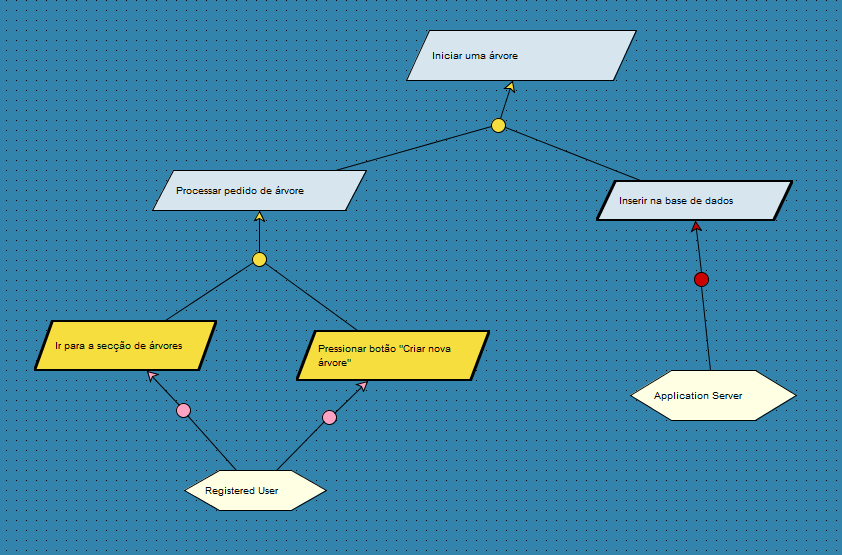 Iniciar uma árvore
Processar pedido de árvore
Inserir na base de dados
Ir para a secção de árvores
Pressionar botão "Criar nova
árvore"
Application Server
Registered User